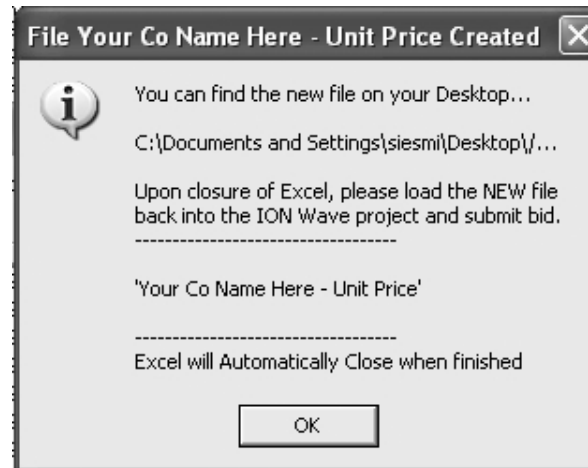 File Your Co Name Here - Unit Price Created
You can find the new file on your Desktop...
C:\Documents and Settings\siesmi\Desktop\/...
Upon closure of Excel, please load the NEW file
back into the ION Wave project and submit bid.
-----------------------------------
'Your Co Name Here - Unit Price'
-----------------------------------
Excel will Automatically Close when finished
OK